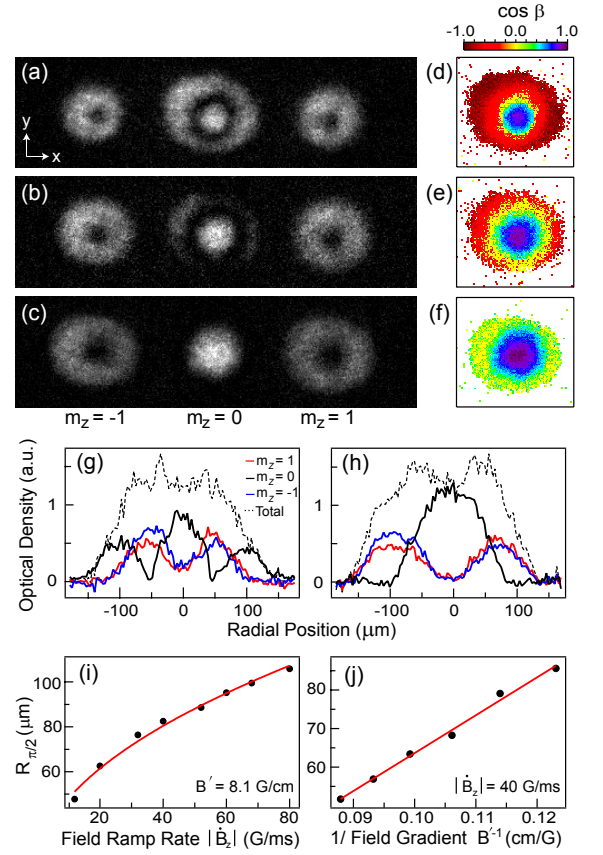 cos β
-1.0 0.0 1.0
(a) (d)
y
x
(b) (e)
(c) (f)
m_z = -1 m_z = 0 m_z = 1
(g) (h)
m_z = 1
m_z = 0
m_z = -1
Total
Optical Density (a.u.)
1
0
1
0
-100 0 100
-100 0 100
Radial Position (μm)
(i) (j)
R_π/2 (μm)
100
80
60
80
70
60
B′ = 8.1 G/cm
|Ḃ_z| = 40 G/ms
20 40 60 80
0.09 0.10 0.11 0.12
Field Ramp Rate |Ḃ_z| (G/ms)
1/ Field Gradient B′⁻¹ (cm/G)